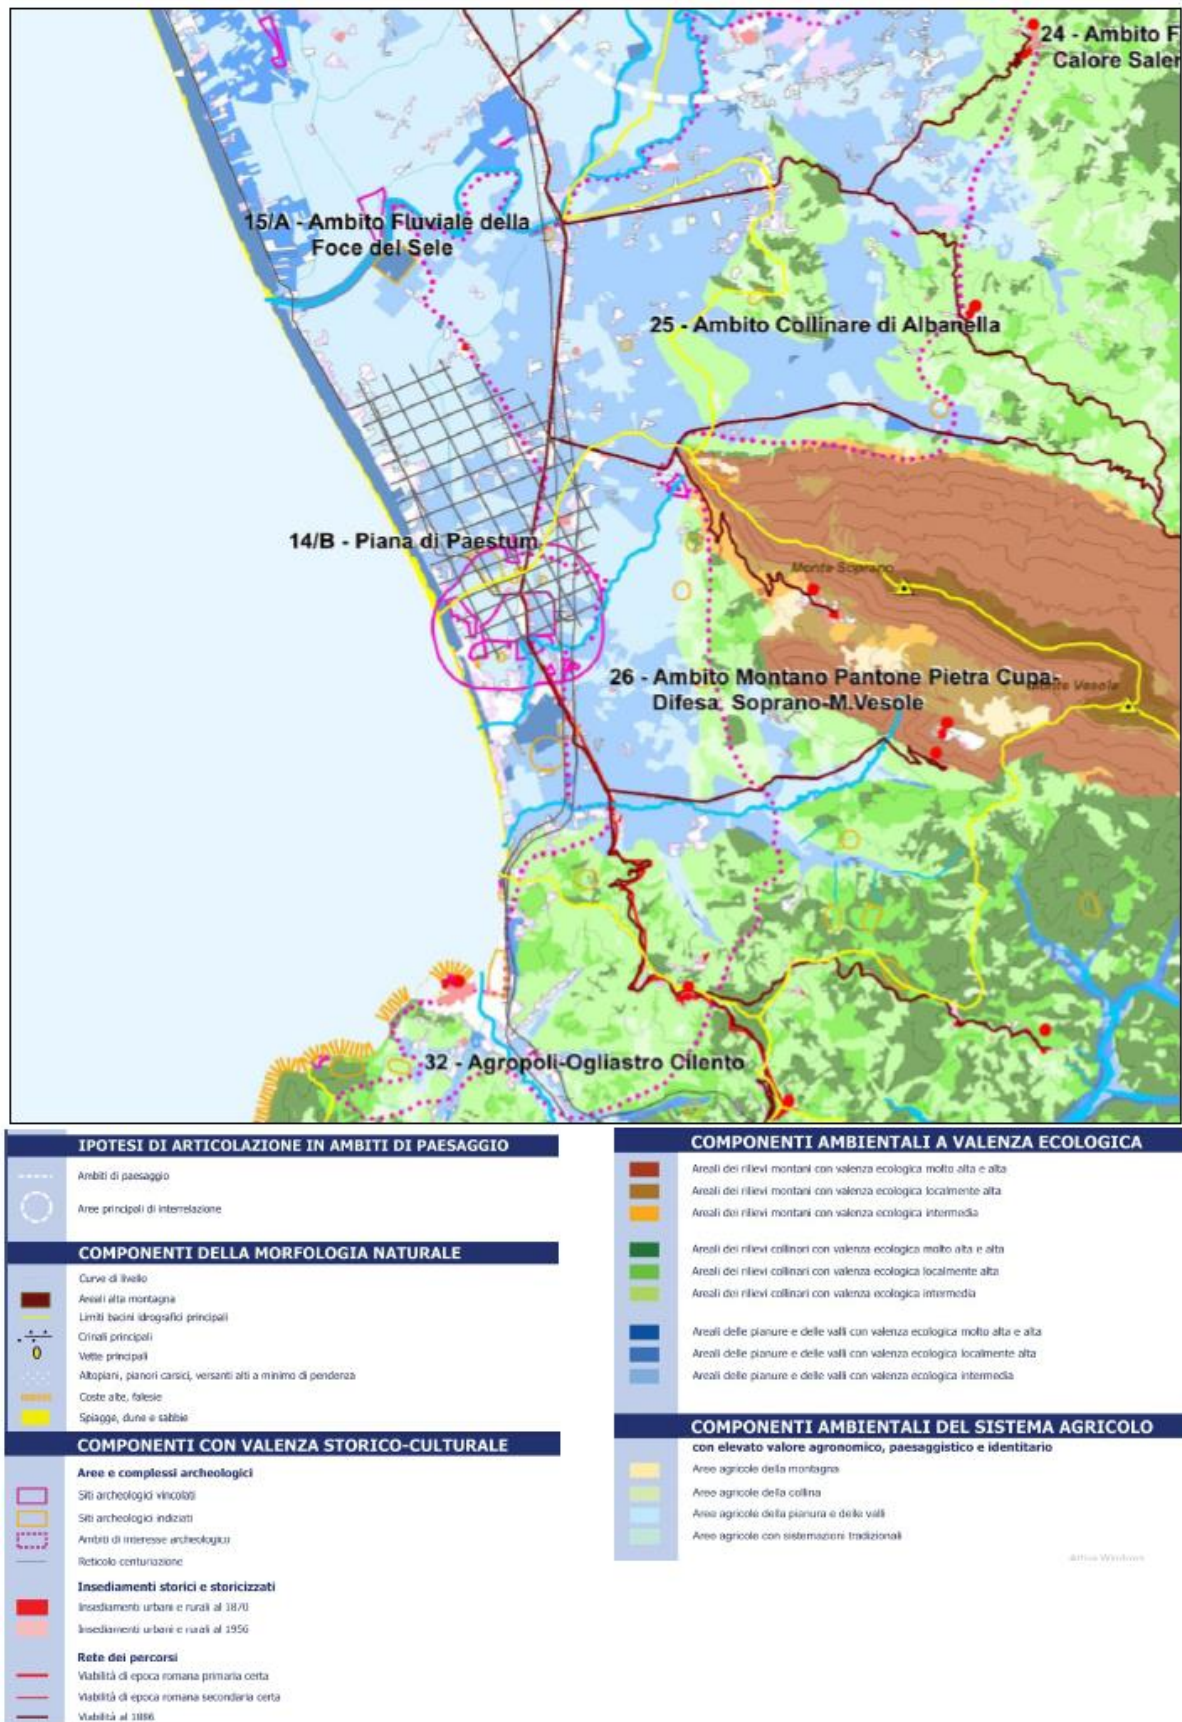 24 - Ambito F
Calore Saler
15/A - Ambito Fluviale della
Foce del Sele
25 - Ambito Collinare di Albanella
14/B - Piana di Paestum
Monte Soprano
26 - Ambito Montano Pantone Pietra Cupa-
Difesa Soprano-M.Vesole
Monte Vesole
32 - Agropoli-Ogliastro Cilento
IPOTESI DI ARTICOLAZIONE IN AMBITI DI PAESAGGIO
Ambiti di paesaggio
Aree principali di interrelazione
COMPONENTI DELLA MORFOLOGIA NATURALE
Curve di livello
Areali alta montagna
Limiti bacini idrografici principali
Crinali principali
Vette principali
Altopiani, pianori carsici, versanti alti a minimo di pendenza
Coste alte, falesie
Spiagge, dune e sabbie
COMPONENTI CON VALENZA STORICO-CULTURALE
Aree e complessi archeologici
Siti archeologici vincolati
Siti archeologici indiziati
Ambiti di interesse archeologico
Reticolo centuriazione
Insediamenti storici e storicizzati
Insediamenti urbani e rurali al 1870
Insediamenti urbani e rurali al 1956
Rete dei percorsi
Viabilità di epoca romana primaria certa
Viabilità di epoca romana secondaria certa
Viabilità al 1886
COMPONENTI AMBIENTALI A VALENZA ECOLOGICA
Areali dei rilievi montani con valenza ecologica molto alta e alta
Areali dei rilievi montani con valenza ecologica localmente alta
Areali dei rilievi montani con valenza ecologica intermedia
Areali dei rilievi collinari con valenza ecologica molto alta e alta
Areali dei rilievi collinari con valenza ecologica localmente alta
Areali dei rilievi collinari con valenza ecologica intermedia
Areali delle pianure e delle valli con valenza ecologica molto alta e alta
Areali delle pianure e delle valli con valenza ecologica localmente alta
Areali delle pianure e delle valli con valenza ecologica intermedia
COMPONENTI AMBIENTALI DEL SISTEMA AGRICOLO
con elevato valore agronomico, paesaggistico e identitario
Aree agricole della montagna
Aree agricole della collina
Aree agricole della pianura e delle valli
Aree agricole con sistemazioni tradizionali
Attiva Windows